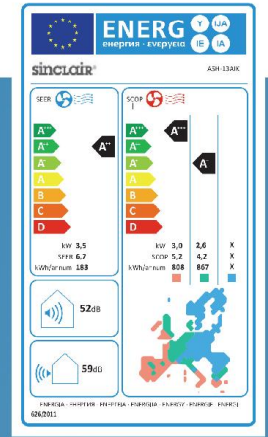 ENERG
Y IJA
IE IA
енергия · ενεργεια
sinclair®
ASH-13AIK
SEER
SCOP
A+++ A+++ A+++
A++ A++ A++
A+ A+ A+
A A
B B
C C
D D
kW 3,5 kW 3,0 2,6 X
SEER 6,7 SCOP 5,2 4,2 X
kWh/annum 183 kWh/annum 808 867 X
52dB
59dB
ENERGIA · ЕНЕРГИЯ · ΕΝΕΡΓΕΙΑ · ENERGIJA · ENERGY · ENERGIE · ENERGI
626/2011